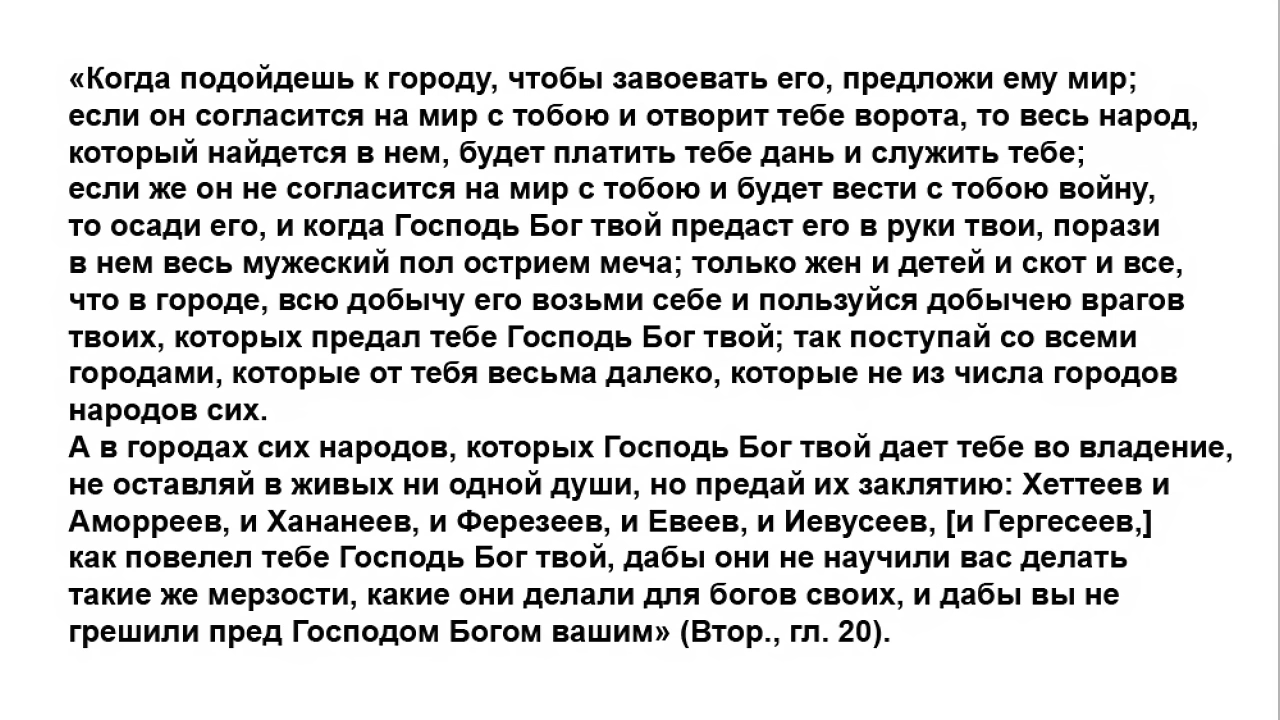 «Когда подойдешь к городу, чтобы завоевать его, предложи ему мир;
если он согласится на мир с тобою и отворит тебе ворота, то весь народ,
который найдется в нем, будет платить тебе дань и служить тебе;
если же он не согласится на мир с тобою и будет вести с тобою войну,
то осади его, и когда Господь Бог твой предаст его в руки твои, порази
в нем весь мужеский пол острием меча; только жен и детей и скот и все,
что в городе, всю добычу его возьми себе и пользуйся добычею врагов
твоих, которых предал тебе Господь Бог твой; так поступай со всеми
городами, которые от тебя весьма далеко, которые не из числа городов
народов сих.
А в городах сих народов, которых Господь Бог твой дает тебе во владение,
не оставляй в живых ни одной души, но предай их заклятию: Хеттеев и
Аморреев, и Хананеев, и Ферезеев, и Евеев, и Иевусеев, [и Гергесеев,]
как повелел тебе Господь Бог твой, дабы они не научили вас делать
такие же мерзости, какие они делали для богов своих, и дабы вы не
грешили пред Господом Богом вашим» (Втор., гл. 20).